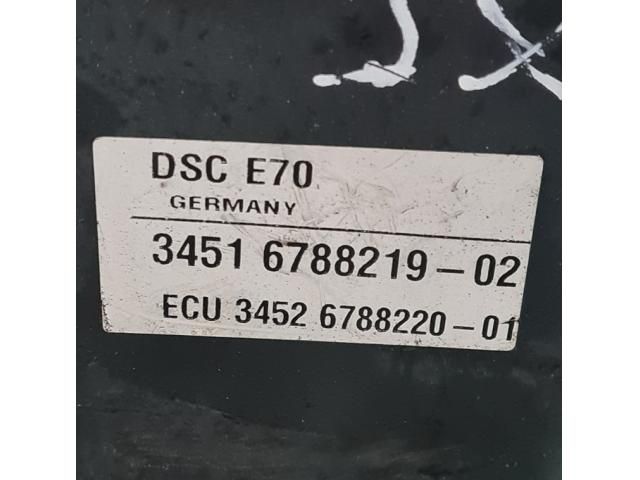 DSC E70
GERMANY
3451 6788219-02
ECU 3452 6788220-01